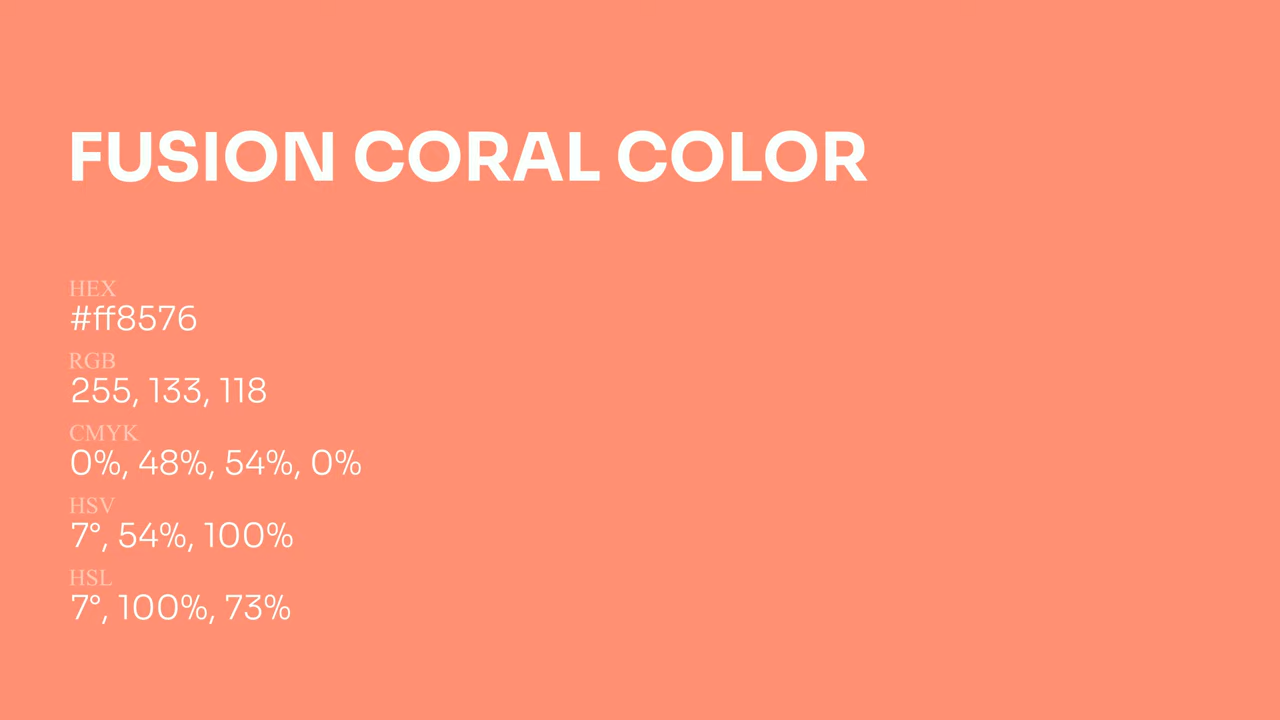 FUSION CORAL COLOR
HEX
#ff8576
RGB
255, 133, 118
CMYK
0%, 48%, 54%, 0%
HSV
7°, 54%, 100%
HSL
7°, 100%, 73%